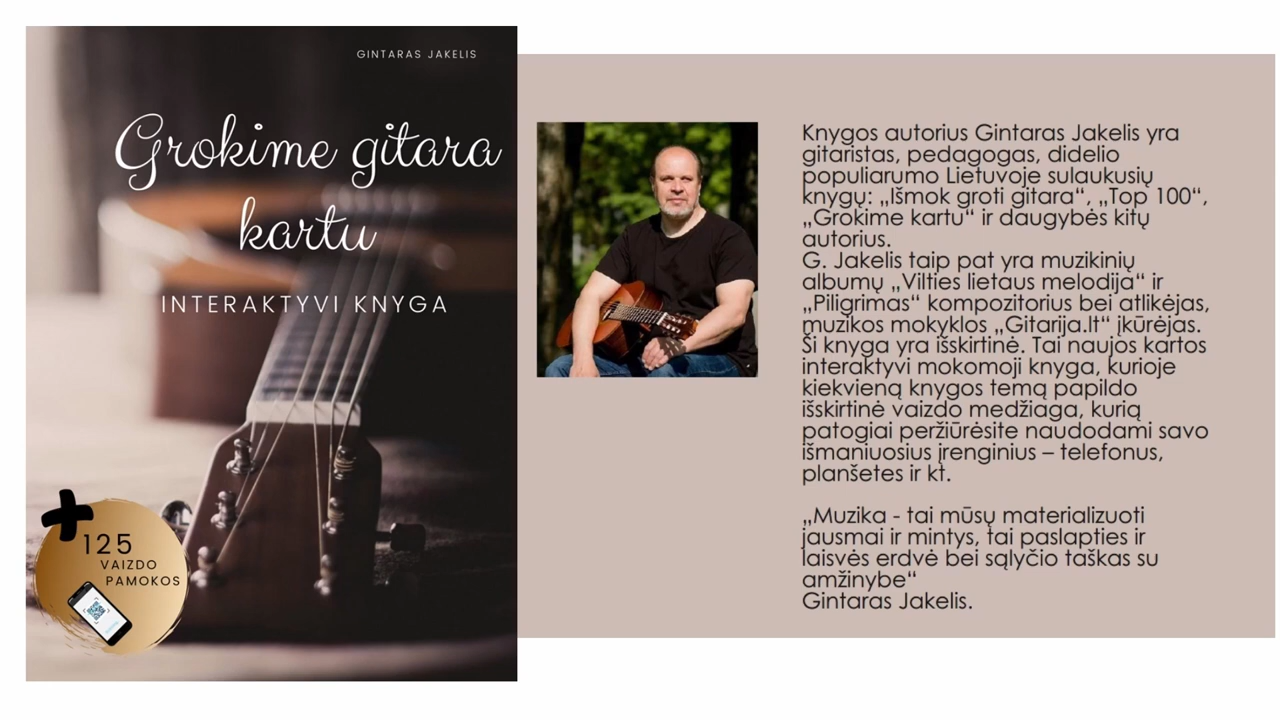 GINTARAS JAKELIS
Grokime gitara
kartu
INTERAKTYVI KNYGA
125
VAIZDO
PAMOKOS
Knygos autorius Gintaras Jakelis yra
gitaristas, pedagogas, didelio
populiarumo Lietuvoje sulaukusių
knygų: „Išmok groti gitara“, „Top 100“,
„Grokime kartu“ ir daugybės kitų
autorius.
G. Jakelis taip pat yra muzikinių
albumų „Vilties lietaus melodija“ ir
„Piligrimas“ kompozitorius bei atlikėjas,
muzikos mokyklos „Gitarija.lt“ įkūrėjas.
Ši knyga yra išskirtinė. Tai naujos kartos
interaktyvi mokomoji knyga, kurioje
kiekvieną knygos temą papildo
išskirtinė vaizdo medžiaga, kurią
patogiai peržiūrėsite naudodami savo
išmaniuosius įrenginius – telefonus,
planšetes ir kt.
„Muzika - tai mūsų materializuoti
jausmai ir mintys, tai paslapties ir
laisvės erdvė bei sąlyčio taškas su
amžinybe“
Gintaras Jakelis.